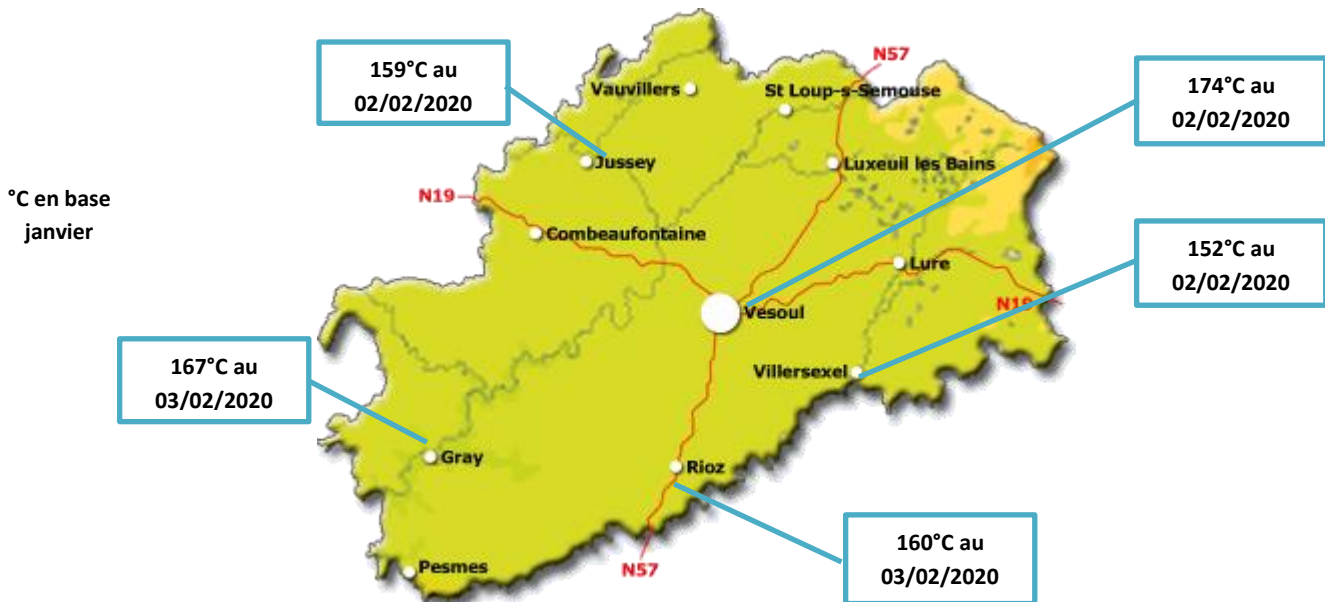 159°C au
02/02/2020
N57
174°C au
02/02/2020
Vauvillers
St Loup-s-Semouse
Jussey
Luxeuil les Bains
°C en base
janvier
N19
Combeaufontaine
152°C au
02/02/2020
Lure
N19
Vesoul
167°C au
03/02/2020
Villersexel
Gray
Rioz
160°C au
03/02/2020
Pesmes
N57